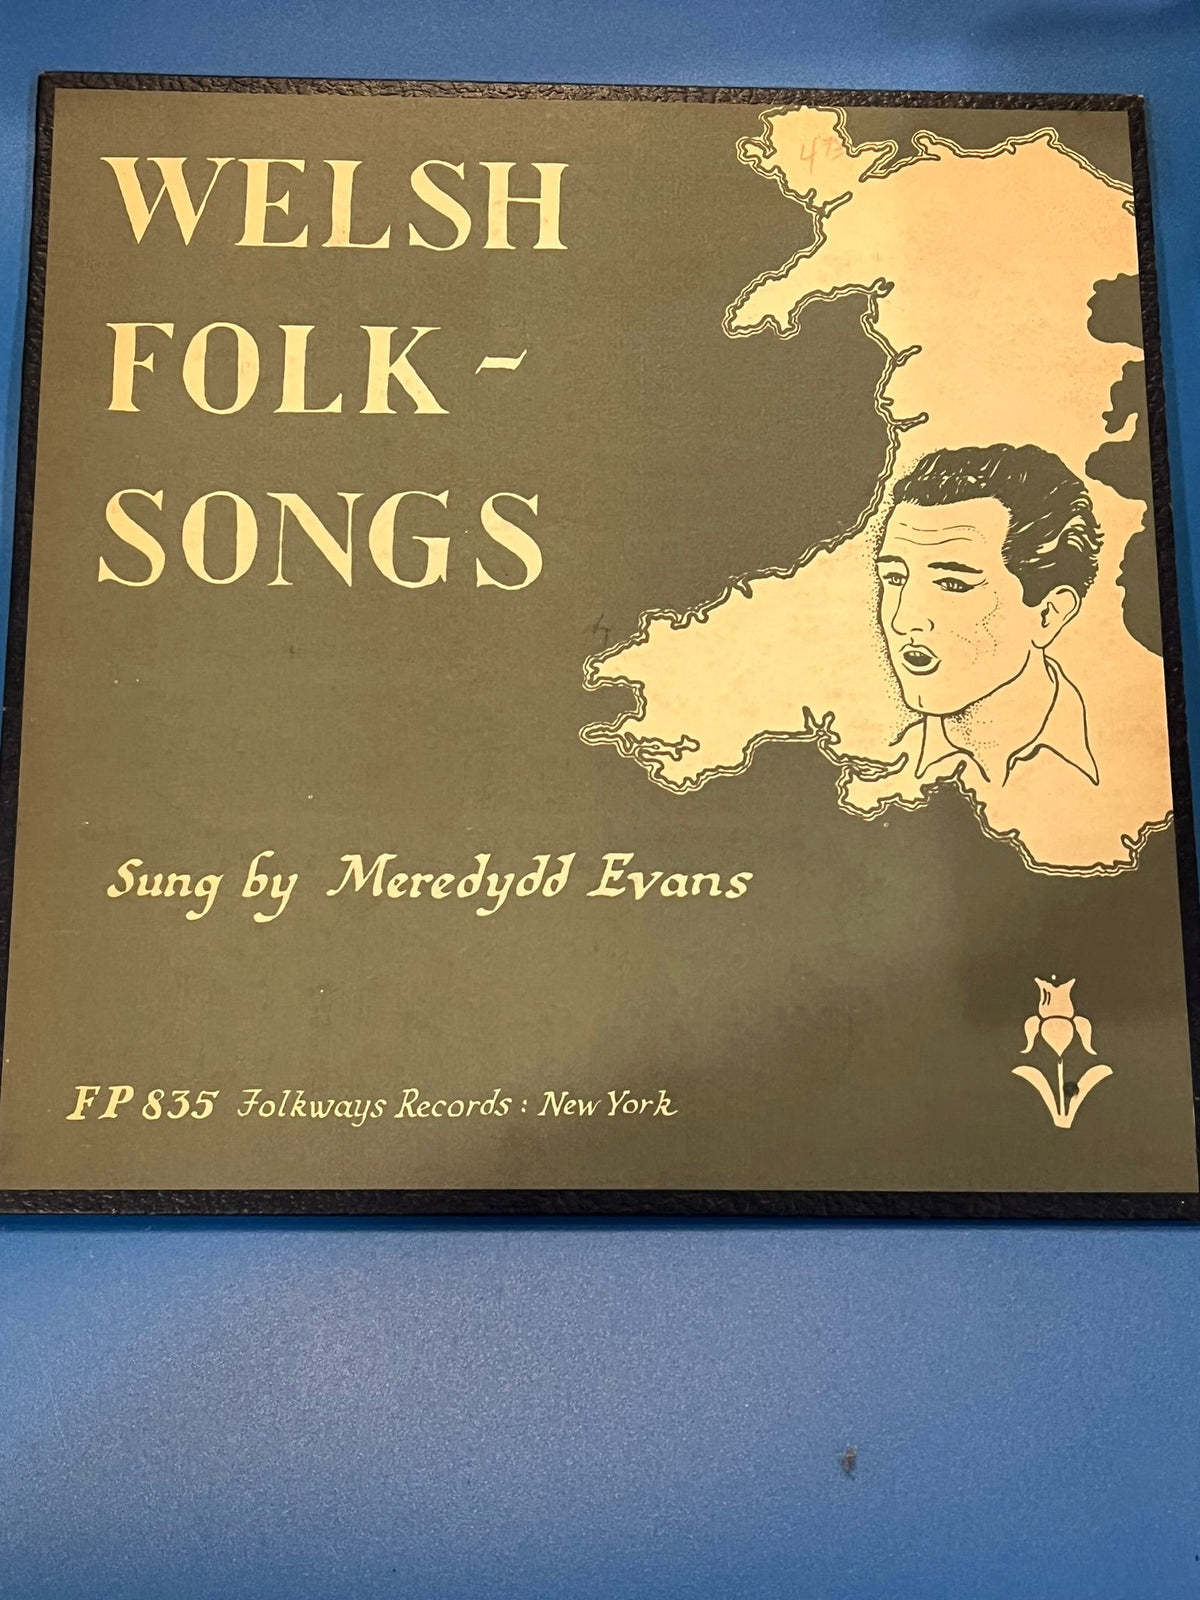 WELSH
FOLK -
SONGS
Sung by Meredydd Evans
FP 835 Folkways Records : New York